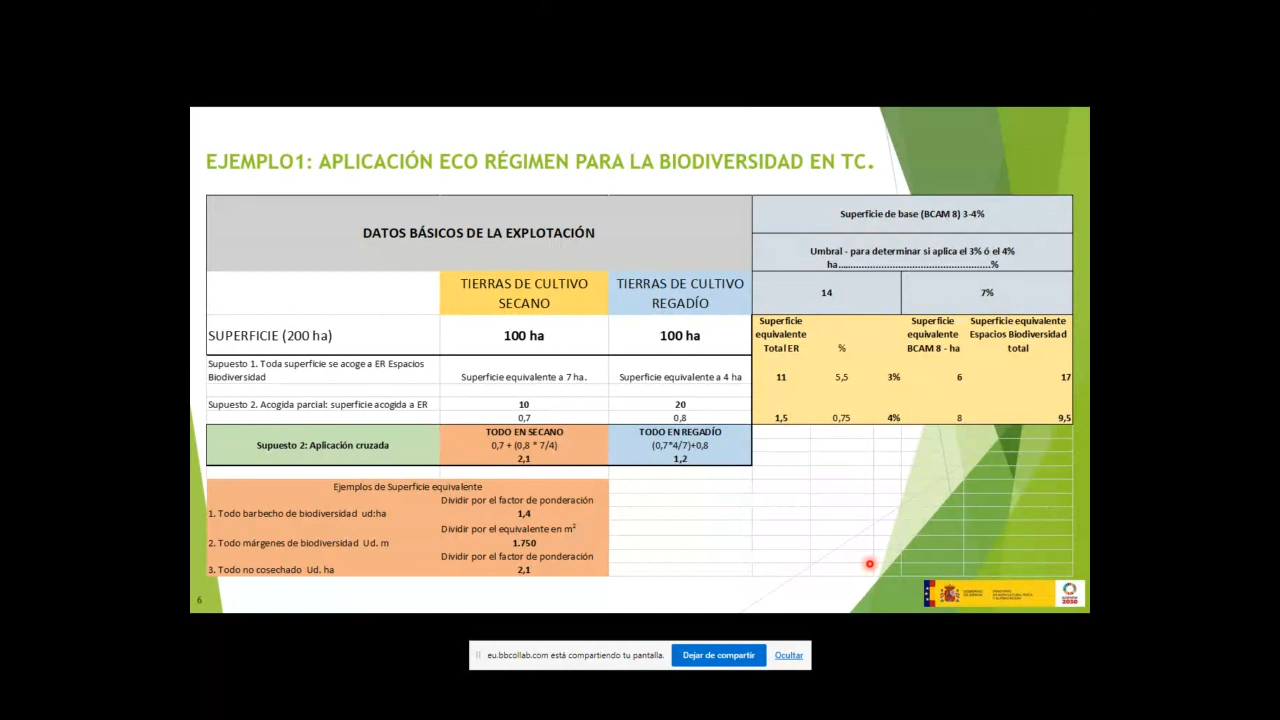 EJEMPLO1: APLICACIÓN ECO RÉGIMEN PARA LA BIODIVERSIDAD EN TC.
DATOS BÁSICOS DE LA EXPLOTACIÓN
Superficie de base (BCAM 8) 3-4%
Umbral - para determinar si aplica el 3% ó el 4%
ha..................................................%
TIERRAS DE CULTIVO
SECANO
TIERRAS DE CULTIVO
REGADÍO
14
7%
SUPERFICIE (200 ha)
100 ha
100 ha
Superficie
equivalente
Total ER
%
Superficie
equivalente
BCAM 8 - ha
Superficie equivalente
Espacios Biodiversidad
total
Supuesto 1. Toda superficie se acoge a ER Espacios
Biodiversidad
Superficie equivalente a 7 ha.
Superficie equivalente a 4 ha
11
5,5
3%
6
17
Supuesto 2. Acogida parcial: superficie acogida a ER
10
20
0,7
0,8
1,5
0,75
4%
8
9,5
Supuesto 2: Aplicación cruzada
TODO EN SECANO
0,7 + (0,8 * 7/4)
2,1
TODO EN REGADÍO
(0,7*4/7)+0,8
1,2
Ejemplos de Superficie equivalente
Dividir por el factor de ponderación
1. Todo barbecho de biodiversidad ud:ha
1,4
Dividir por el equivalente en m²
2. Todo márgenes de biodiversidad Ud. m
1.750
Dividir por el factor de ponderación
3. Todo no cosechado Ud. ha
2,1
6
2030
eu.bbcollab.com está compartiendo tu pantalla.
Dejar de compartir
Ocultar